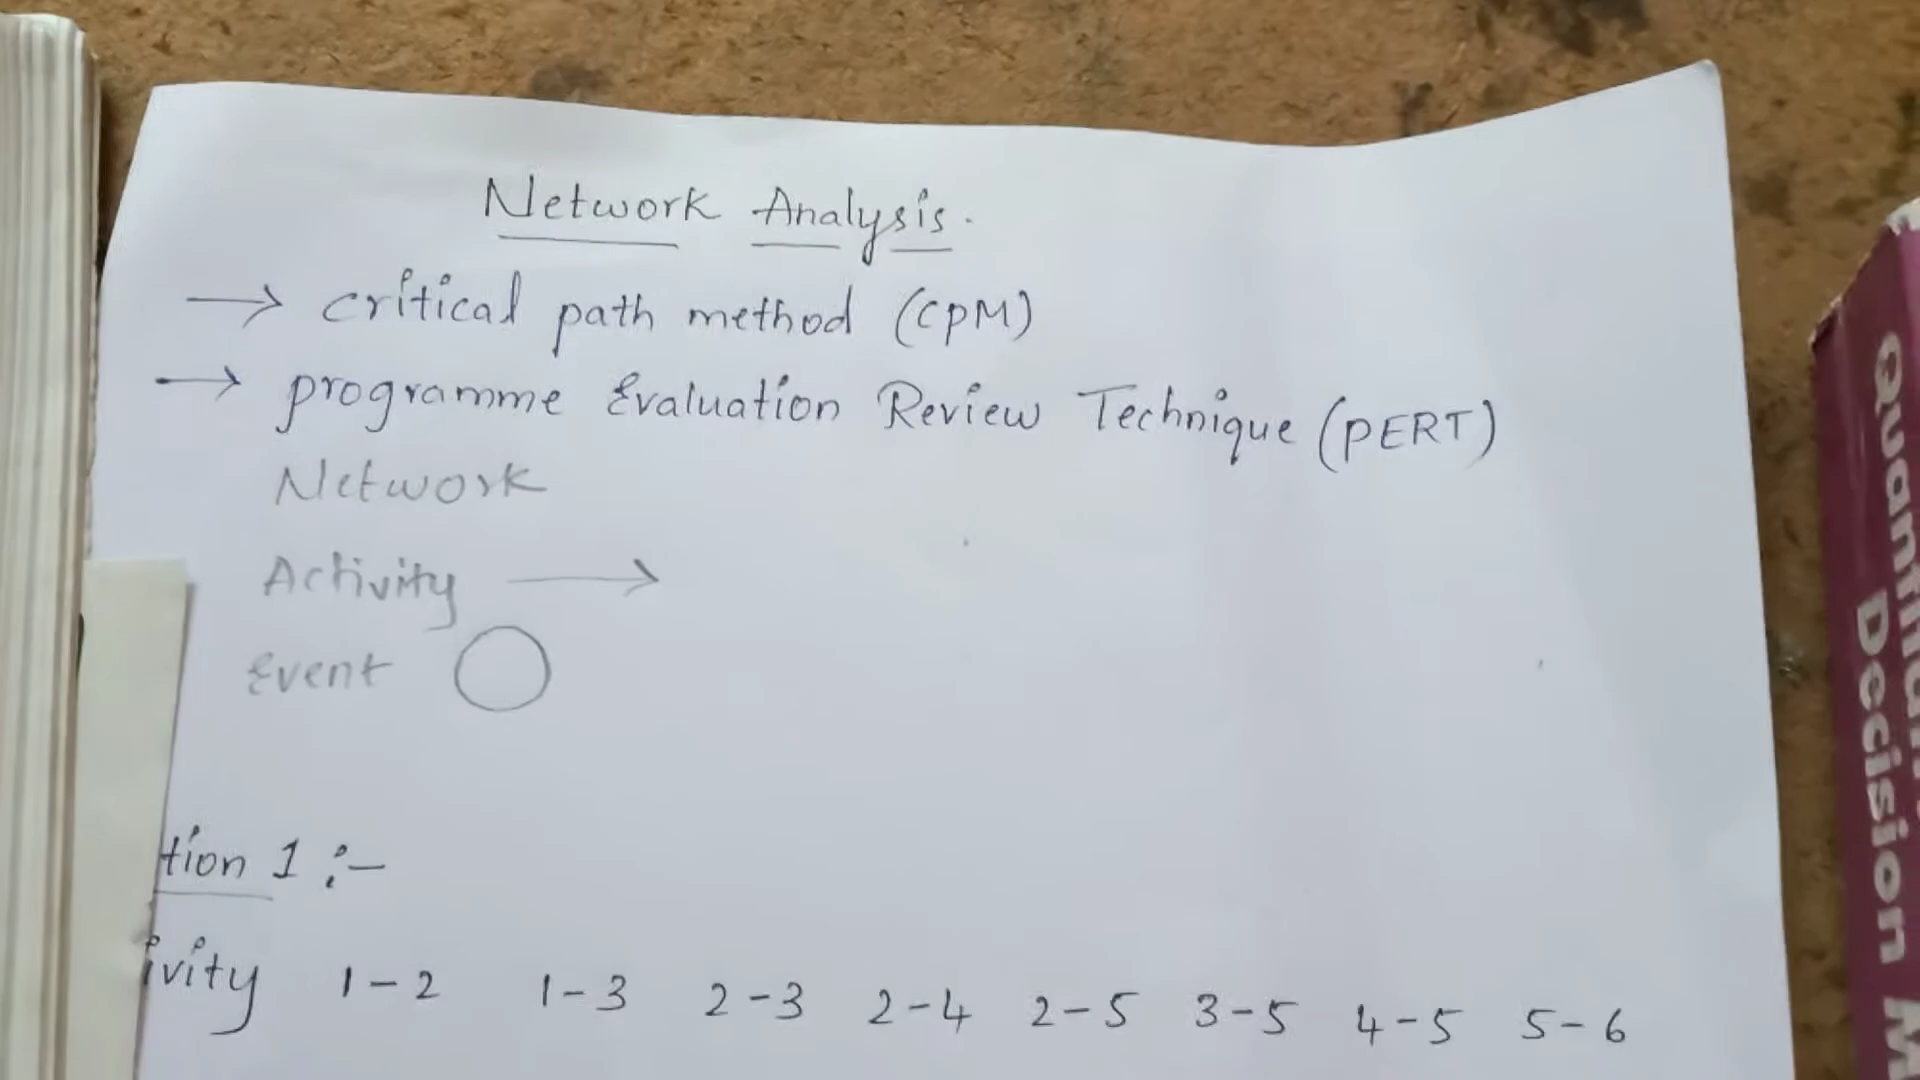 Network Analysis.
→ critical path method (CPM)
→ programme Evaluation Review Technique (PERT)
Network
Activity →
Event
tion 1 :-
ivity 1-2 1-3 2-3 2-4 2-5 3-5 4-5 5-6
Decision M